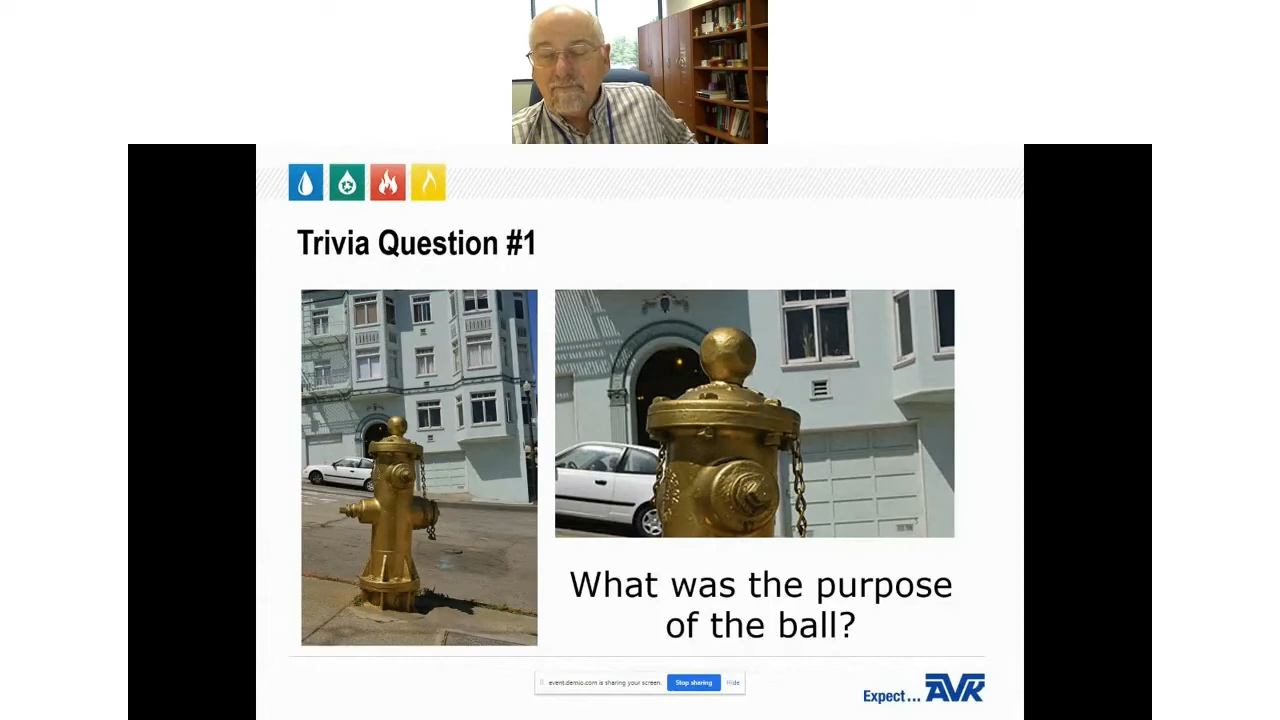 Trivia Question #1
What was the purpose
of the ball?
event.demio.com is sharing your screen.
Stop sharing
Hide
Expect... AVK